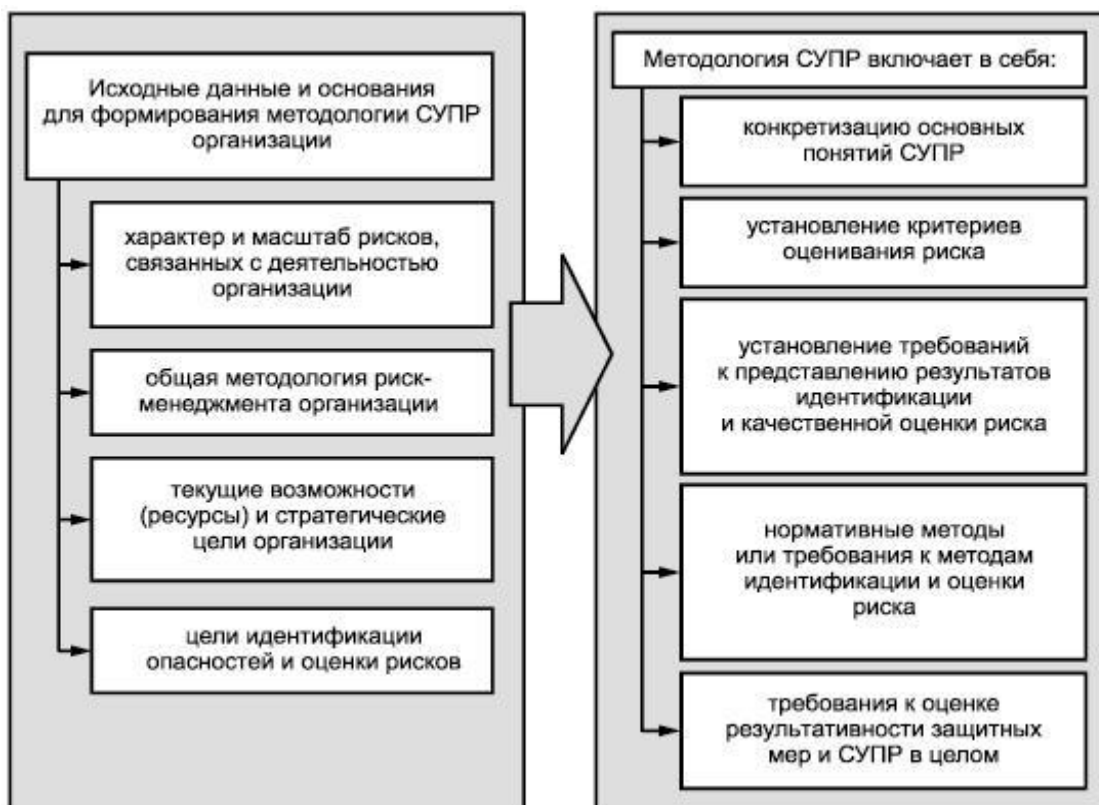 Исходные данные и основания
для формирования методологии СУПР
организации
характер и масштаб рисков,
связанных с деятельностью
организации
общая методология риск-
менеджмента организации
текущие возможности
(ресурсы) и стратегические
цели организации
цели идентификации
опасностей и оценки рисков
Методология СУПР включает в себя:
конкретизацию основных
понятий СУПР
установление критериев
оценивания риска
установление требований
к представлению результатов
идентификации
и качественной оценки риска
нормативные методы
или требования к методам
идентификации и оценки
риска
требования к оценке
результативности защитных
мер и СУПР в целом